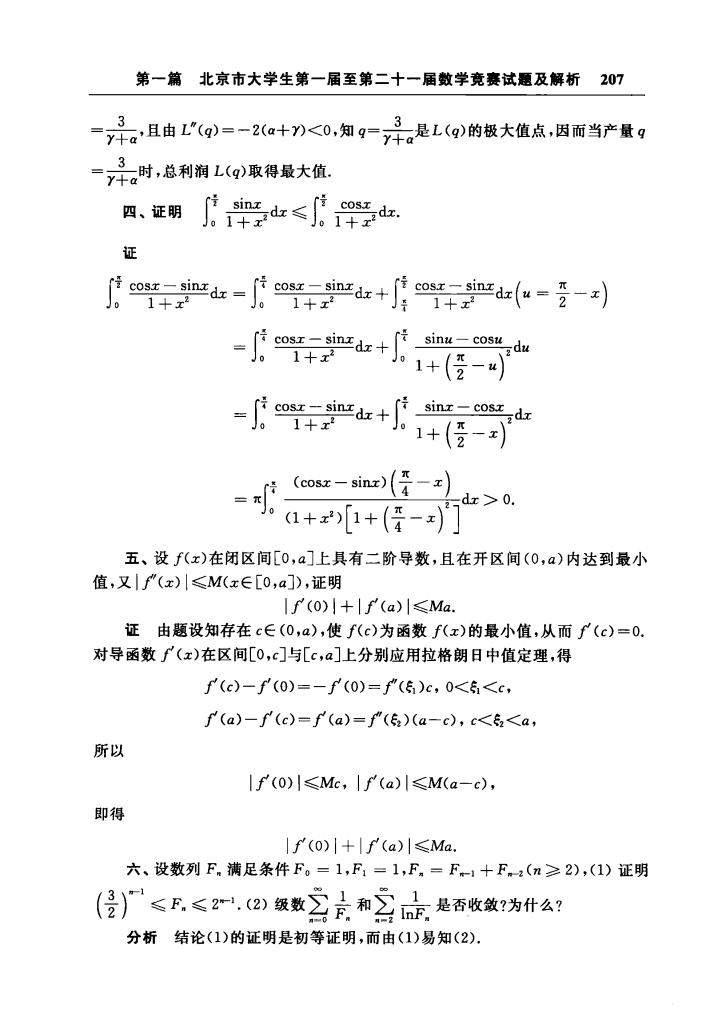 第一篇 北京市大学生第一届至第二十一届数学竞赛试题及解析 207
$=\frac{3}{\gamma+\alpha}$,且由 $L''(q)=-2(\alpha+\gamma)<0$,知 $q=\frac{3}{\gamma+\alpha}$是$L(q)$的极大值点,因而当产量 $q$
$=\frac{3}{\gamma+\alpha}$时,总利润 $L(q)$取得最大值.
四、证明 $\int_0^{\frac{\pi}{2}}\frac{\sin x}{1+x^2}dx\leqslant\int_0^{\frac{\pi}{2}}\frac{\cos x}{1+x^2}dx.$
证
$\int_0^{\frac{\pi}{2}}\frac{\cos x-\sin x}{1+x^2}dx=\int_0^{\frac{\pi}{4}}\frac{\cos x-\sin x}{1+x^2}dx+\int_{\frac{\pi}{4}}^{\frac{\pi}{2}}\frac{\cos x-\sin x}{1+x^2}dx\left(u=\frac{\pi}{2}-x\right)$
$=\int_0^{\frac{\pi}{4}}\frac{\cos x-\sin x}{1+x^2}dx+\int_0^{\frac{\pi}{4}}\frac{\sin u-\cos u}{1+\left(\frac{\pi}{2}-u\right)^2}du$
$=\int_0^{\frac{\pi}{4}}\frac{\cos x-\sin x}{1+x^2}dx+\int_0^{\frac{\pi}{4}}\frac{\sin x-\cos x}{1+\left(\frac{\pi}{2}-x\right)^2}dx$
$=\pi\int_0^{\frac{\pi}{4}}\frac{(\cos x-\sin x)\left(\frac{\pi}{4}-x\right)}{(1+x^2)\left[1+\left(\frac{\pi}{4}-x\right)^2\right]}dx>0.$
五、设 $f(x)$在闭区间$[0,a]$上具有二阶导数,且在开区间$(0,a)$内达到最小
值,又$|f''(x)|\leqslant M(x\in[0,a])$,证明
$|f'(0)|+|f'(a)|\leqslant Ma.$
证 由题设知存在 $c\in(0,a)$,使 $f(c)$为函数 $f(x)$的最小值,从而 $f'(c)=0$.
对导函数 $f'(x)$在区间$[0,c]$与$[c,a]$上分别应用拉格朗日中值定理,得
$f'(c)-f'(0)=-f'(0)=f''(\xi_1)c,\ 0<\xi_1<c,$
$f'(a)-f'(c)=f'(a)=f''(\xi_2)(a-c),\ c<\xi_2<a,$
所以
$|f'(0)|\leqslant Mc,\ |f'(a)|\leqslant M(a-c),$
即得
$|f'(0)|+|f'(a)|\leqslant Ma.$
六、设数列 $F_n$ 满足条件 $F_0=1,F_1=1,F_n=F_{n-1}+F_{n-2}(n\geqslant2)$,(1) 证明
$\left(\frac{3}{2}\right)^{n-1}\leqslant F_n\leqslant2^{n-1}$.(2) 级数$\sum_{n=0}^{\infty}\frac{1}{F_n}$ 和$\sum_{n=2}^{\infty}\frac{1}{\ln F_n}$ 是否收敛?为什么?
分析 结论(1)的证明是初等证明,而由(1)易知(2).